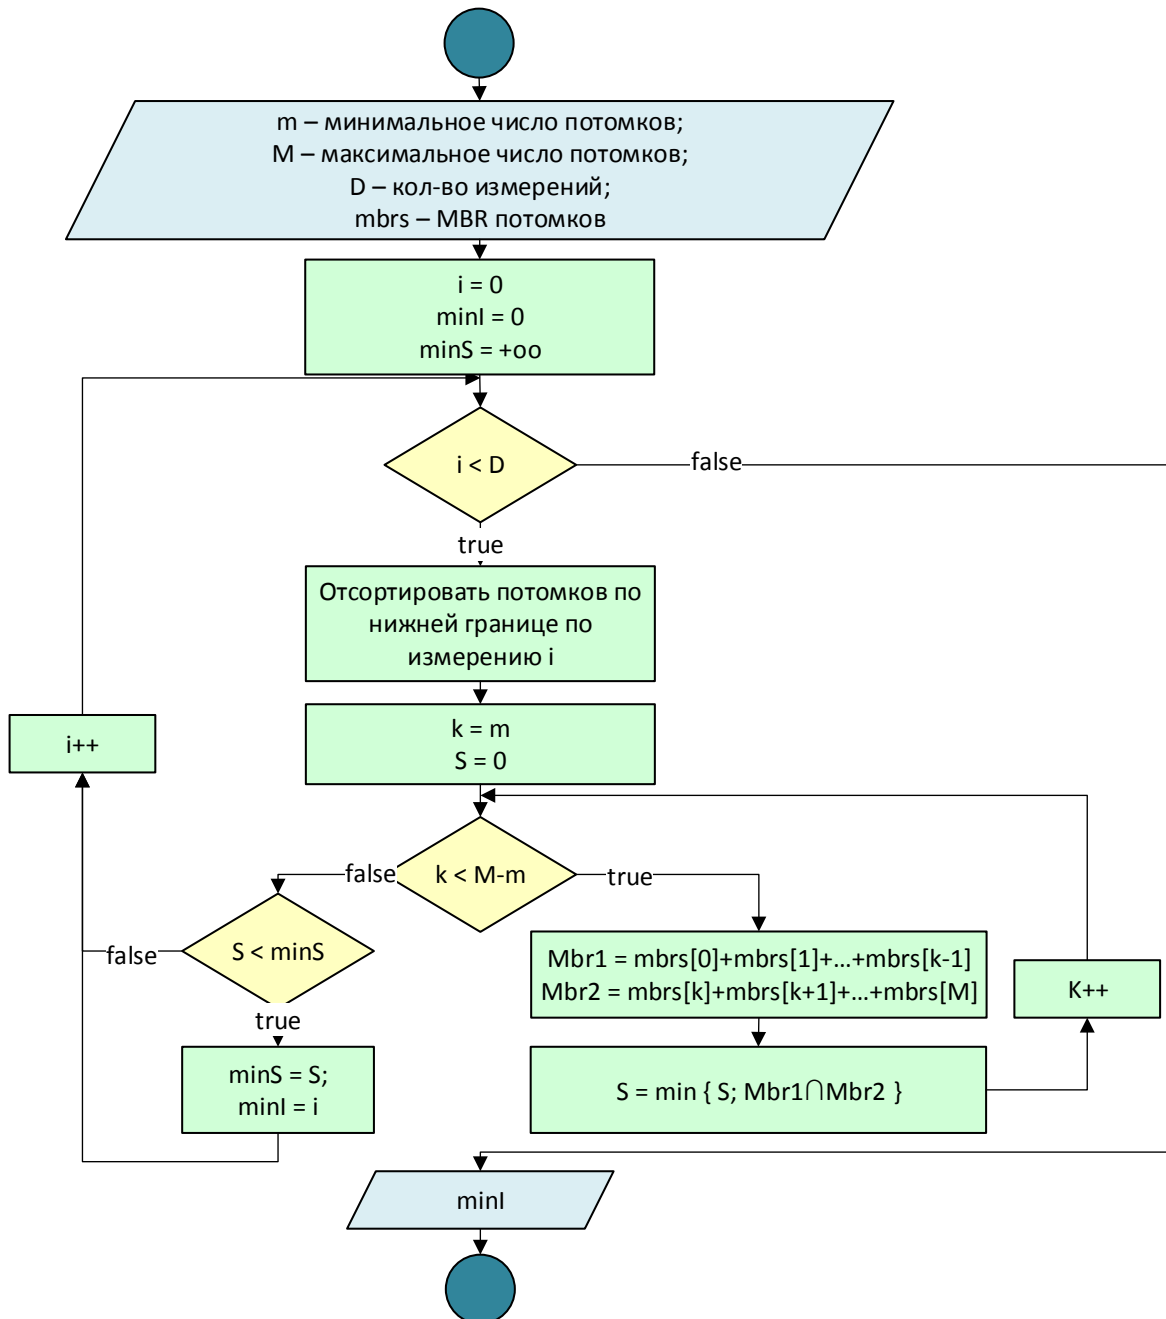 m – минимальное число потомков;
M – максимальное число потомков;
D – кол-во измерений;
mbrs – MBR потомков
i = 0
minI = 0
minS = +oo
i < D
false
true
Отсортировать потомков по
нижней границе по
измерению i
k = m
S = 0
i++
k < M-m
false
true
S < minS
false
true
Mbr1 = mbrs[0]+mbrs[1]+…+mbrs[k-1]
Mbr2 = mbrs[k]+mbrs[k+1]+…+mbrs[M]
K++
minS = S;
minI = i
S = min { S; Mbr1∩Mbr2 }
minI